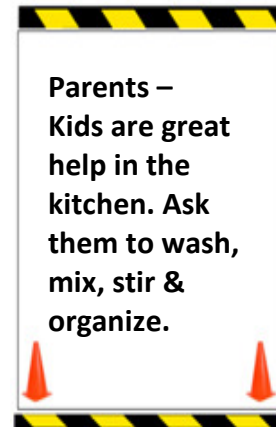 Parents –
Kids are great
help in the
kitchen. Ask
them to wash,
mix, stir &
organize.